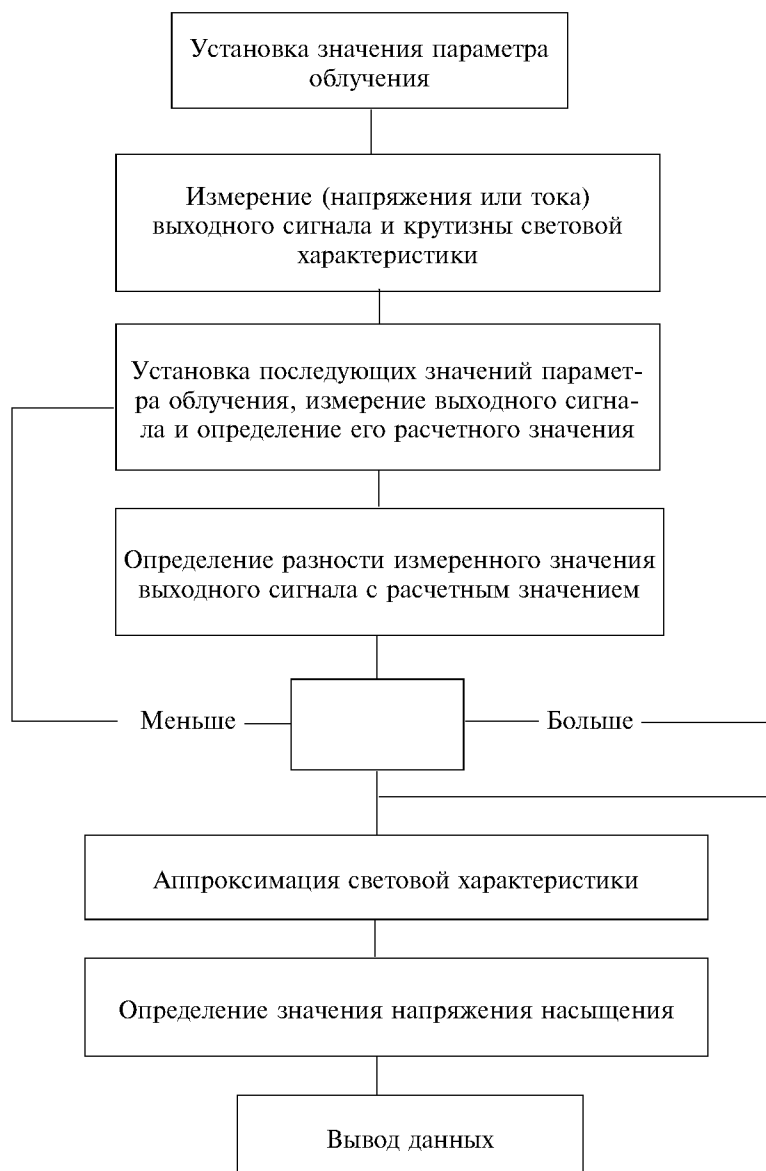 Установка значения параметра
облучения
Измерение (напряжения или тока)
выходного сигнала и крутизны световой
характеристики
Установка последующих значений парамет-
ра облучения, измерение выходного сигна-
ла и определение его расчетного значения
Определение разности измеренного значения
выходного сигнала с расчетным значением
Меньше
Больше
Аппроксимация световой характеристики
Определение значения напряжения насыщения
Вывод данных